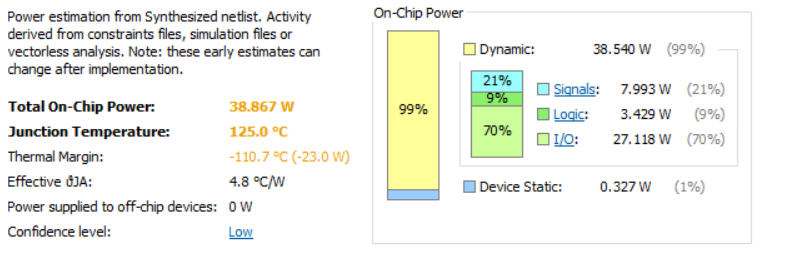 Power estimation from Synthesized netlist. Activity
derived from constraints files, simulation files or
vectorless analysis. Note: these early estimates can
change after implementation.
Total On-Chip Power: 38.867 W
Junction Temperature: 125.0 °C
Thermal Margin: -110.7 °C (-23.0 W)
Effective ϑJA: 4.8 °C/W
Power supplied to off-chip devices: 0 W
Confidence level: Low
On-Chip Power
99%
Dynamic: 38.540 W (99%)
21%
9%
70%
Signals: 7.993 W (21%)
Logic: 3.429 W (9%)
I/O: 27.118 W (70%)
Device Static: 0.327 W (1%)